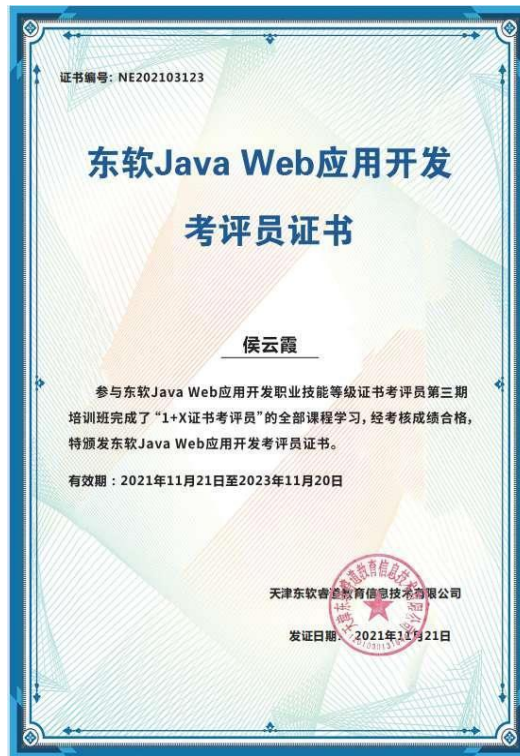 证书编号: NE202103123
东软Java Web应用开发
考评员证书
侯云霞
参与东软Java Web应用开发职业技能等级证书考评员第三期
培训班完成了“1+X证书考评员”的全部课程学习,经考核成绩合格,
特颁发东软Java Web应用开发考评员证书。
有效期：2021年11月21日至2023年11月20日
天津东软睿道教育信息技术有限公司
发证日期: 2021年11月21日